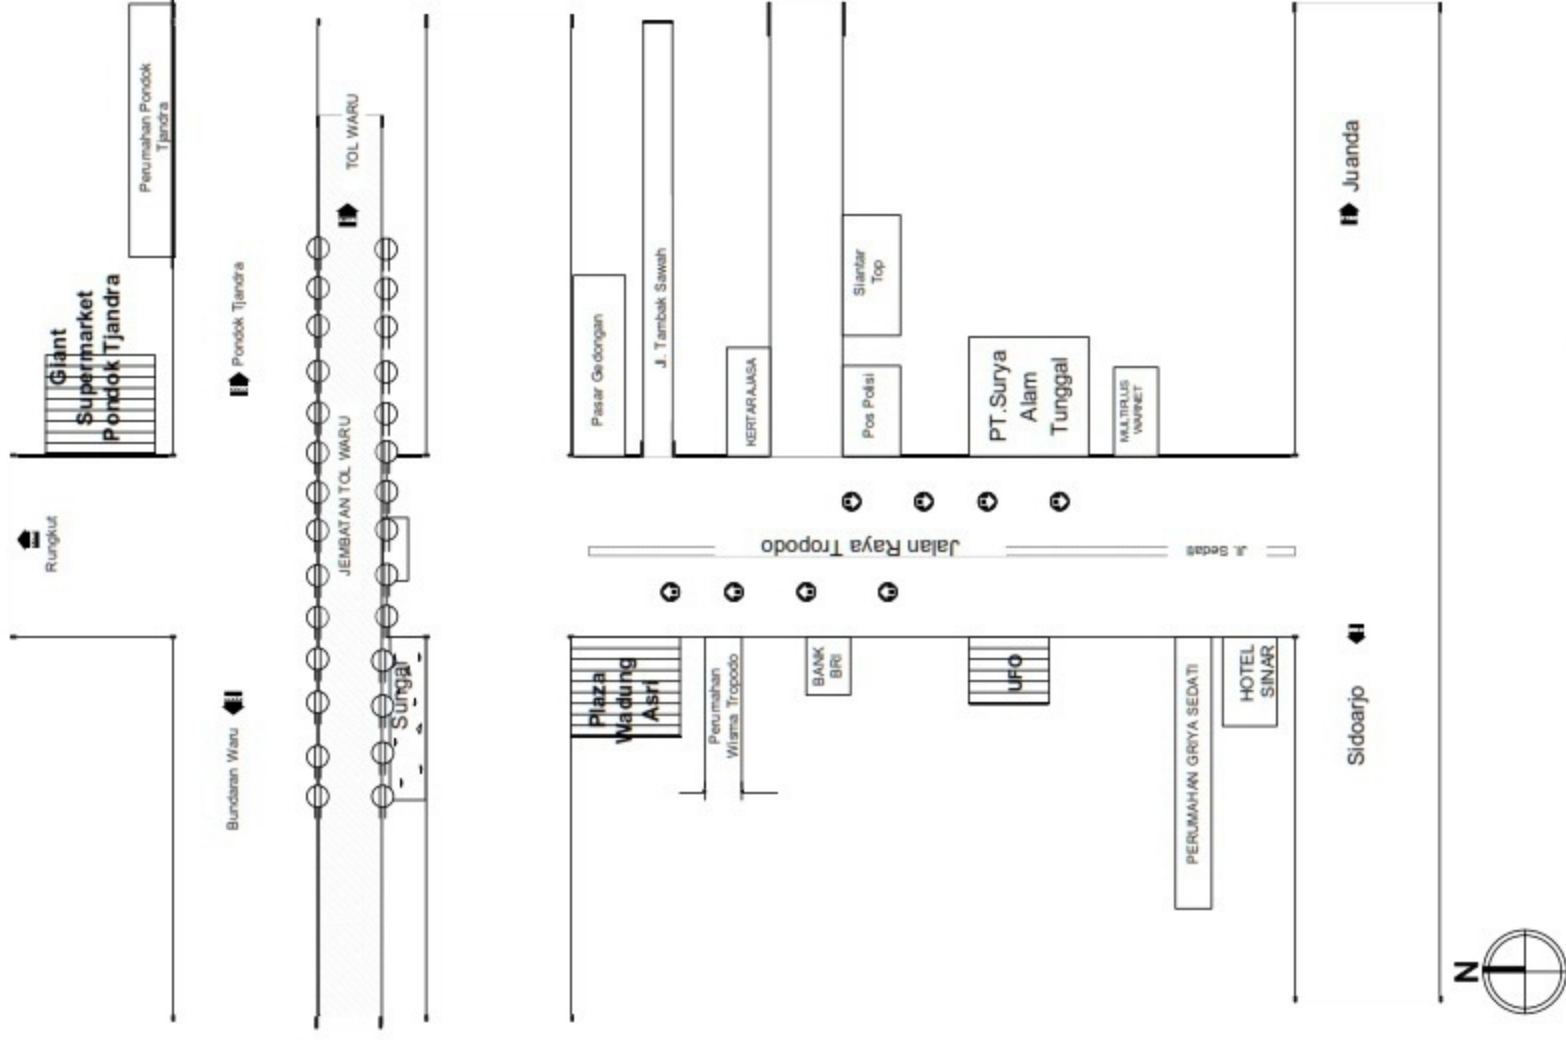 Perumahan Pondok
Tjandra
Giant
Supermarket
Pondok Tjandra
Pondok Tjandra
Rungkut
Bundaran Waru
TOL WARU
JEMBATAN TOL WARU
Sungai
Pasar Gedongan
Jl. Tambak Sawah
KERTARAJASA
Siantar
Top
Pos Polisi
PT.Surya
Alam
Tunggal
MULTIPLUS
WARNET
Juanda
Jalan Raya Tropodo
Jl. Sedati
Plaza
Wadung
Asri
Perumahan
Wisma Tropodo
BANK
BRI
UFO
PERUMAHAN GRIYA SEDATI
HOTEL
SINAR
Sidoarjo
N